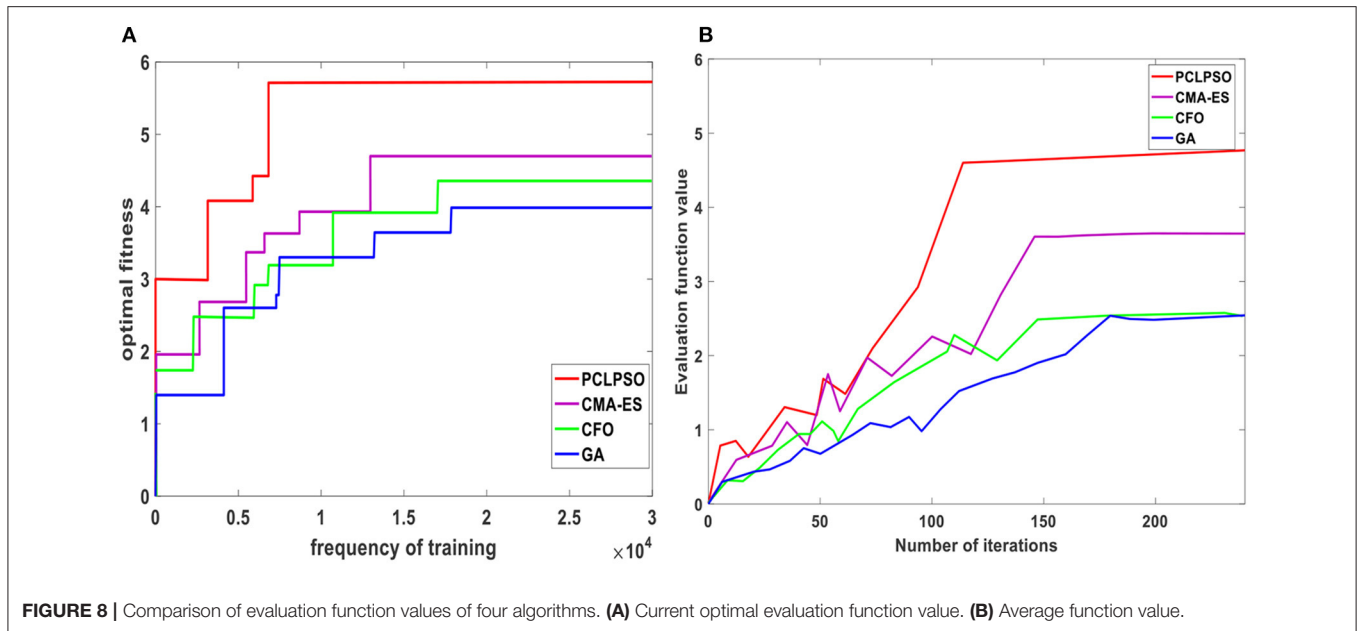 A
6
5
4
3
2
1
0
optimal fitness
PCLPSO
CMA-ES
CFO
GA
0 0.5 1 1.5 2 2.5 3
×10⁴
frequency of training
B
6
5
4
3
2
1
0
Evaluation function value
PCLPSO
CMA-ES
CFO
GA
0 50 100 150 200
Number of iterations
FIGURE 8 | Comparison of evaluation function values of four algorithms. (A) Current optimal evaluation function value. (B) Average function value.